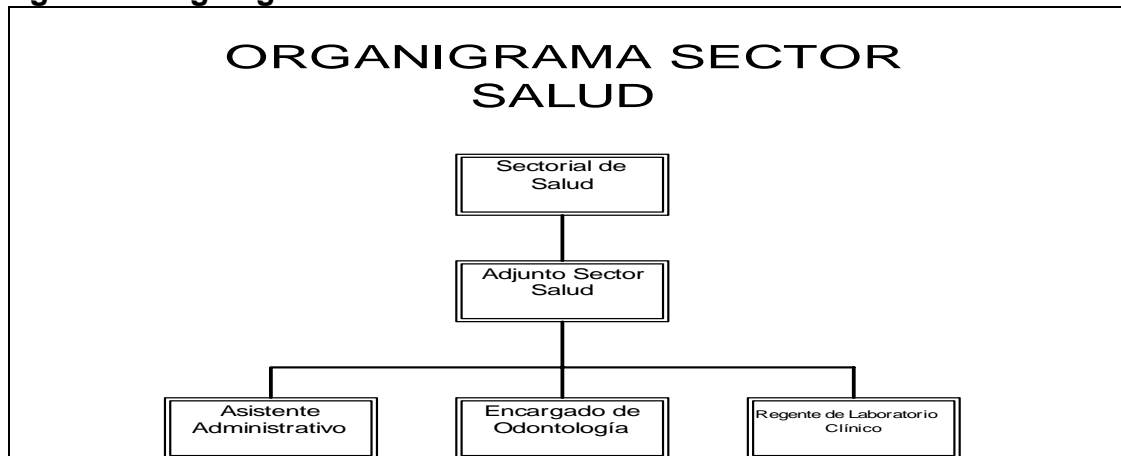 ORGANIGRAMA SECTOR
SALUD
Sectorial de
Salud
Adjunto Sector
Salud
Asistente
Administrativo
Encargado de
Odontología
Regente de Laboratorio
Clínico